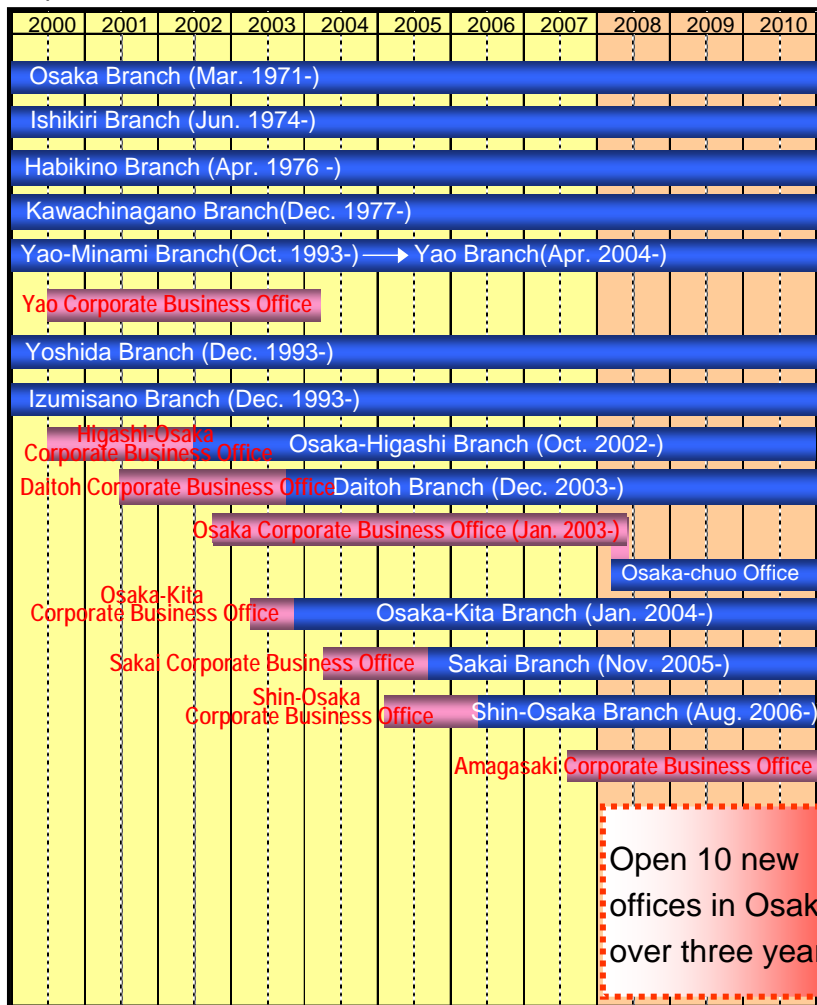 2000 2001 2002 2003 2004 2005 2006 2007 2008 2009 2010
Osaka Branch (Mar. 1971-)
Ishikiri Branch (Jun. 1974-)
Habikino Branch (Apr. 1976 -)
Kawachinagano Branch(Dec. 1977-)
Yao-Minami Branch(Oct. 1993-) → Yao Branch(Apr. 2004-)
Yao Corporate Business Office
Yoshida Branch (Dec. 1993-)
Izumisano Branch (Dec. 1993-)
Higashi-Osaka
Corporate Business Office
Osaka-Higashi Branch (Oct. 2002-)
Daitoh Corporate Business Office Daitoh Branch (Dec. 2003-)
Osaka Corporate Business Office (Jan. 2003-)
Osaka-chuo Office
Osaka-Kita
Corporate Business Office
Osaka-Kita Branch (Jan. 2004-)
Sakai Corporate Business Office Sakai Branch (Nov. 2005-)
Shin-Osaka
Corporate Business Office
Shin-Osaka Branch (Aug. 2006-)
Amagasaki Corporate Business Office
Open 10 new
offices in Osak
over three year